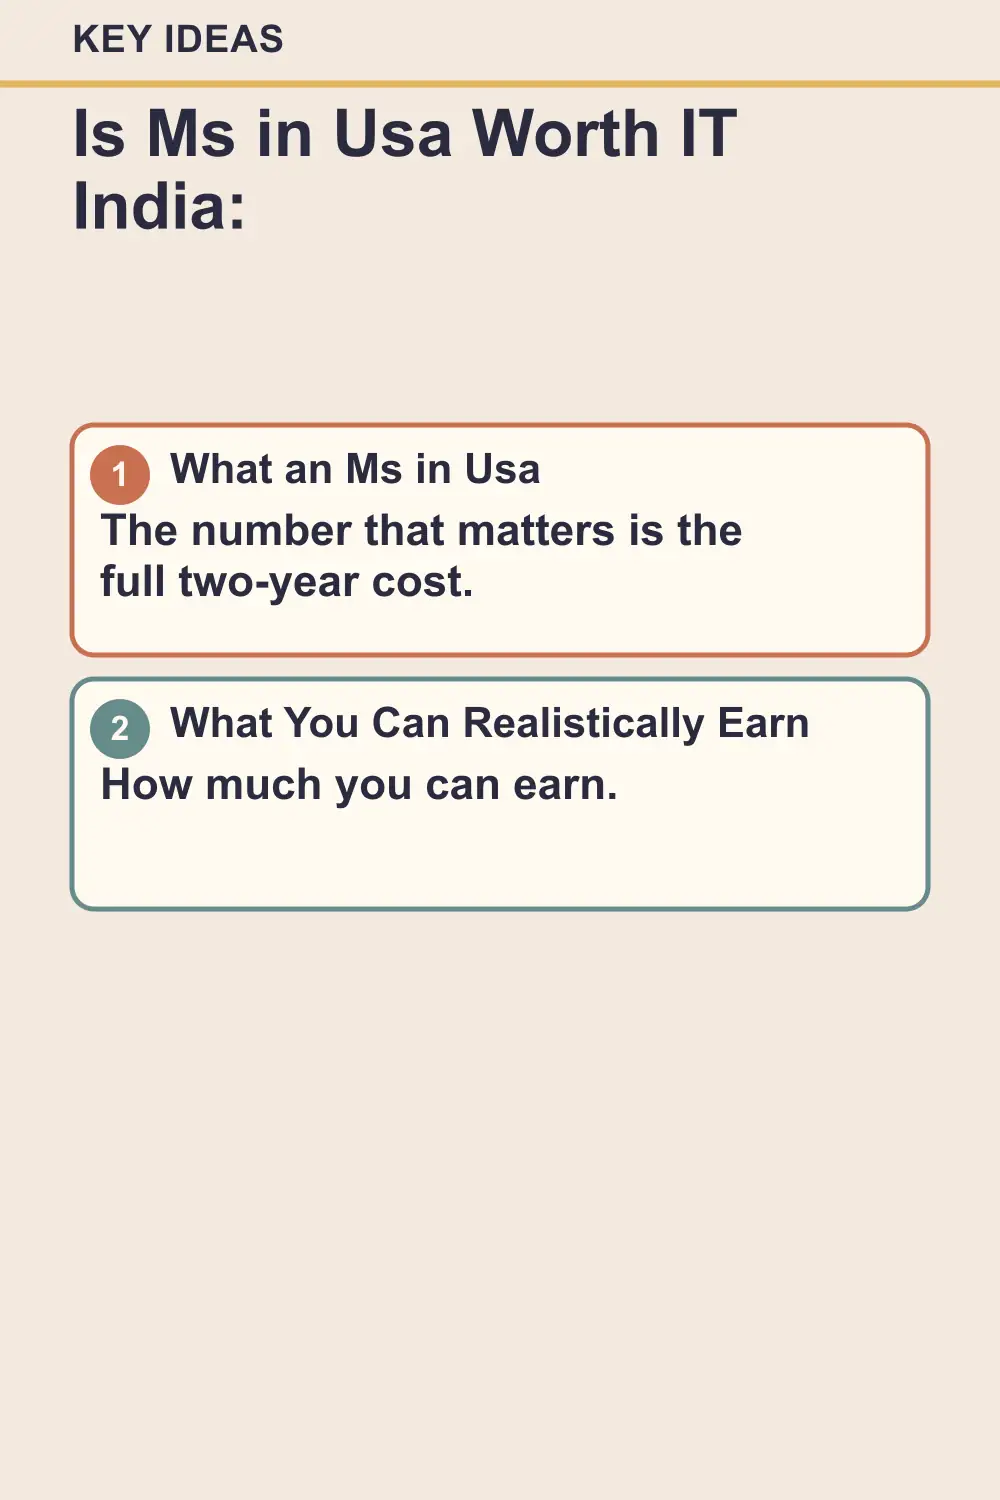 KEY IDEAS
Is Ms in Usa Worth IT
India:
1
What an Ms in Usa
The number that matters is the
full two-year cost.
2
What You Can Realistically Earn
How much you can earn.